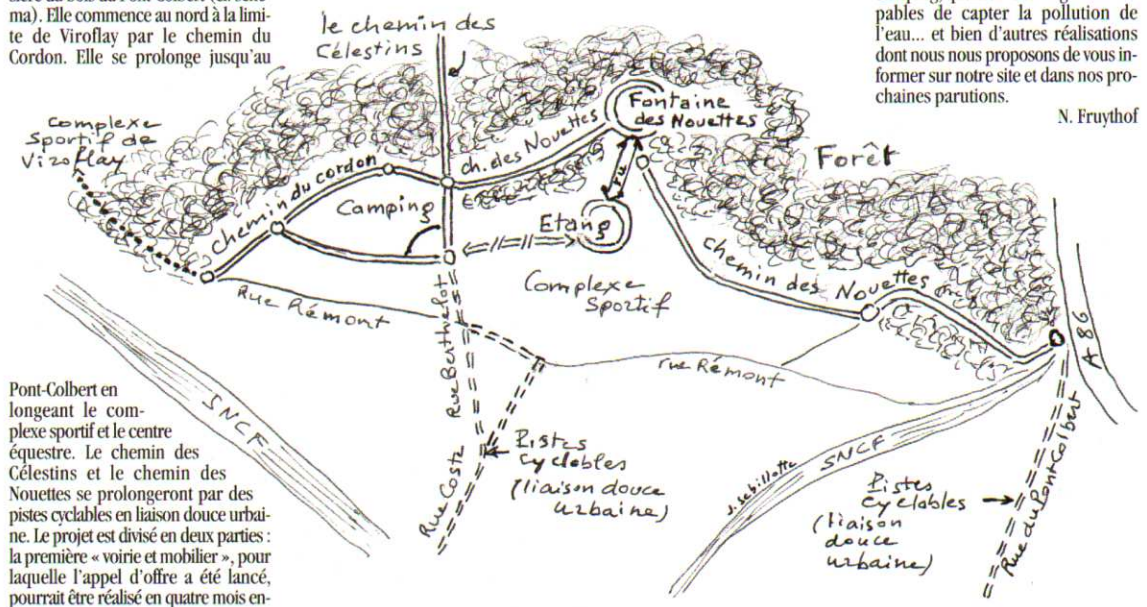 ma). Elle commence au nord à la limi-
te de Viroflay par le chemin du
Cordon. Elle se prolonge jusqu'au
pables de capter la pollution de
l'eau... et bien d'autres réalisations
dont nous nous proposons de vous in-
former sur notre site et dans nos pro-
chaines parutions.
N. Fruythof
le chemin des
Célestins
Complexe
Sportif de
Viroflay
chemin du cordon
Camping
ch. des Nouettes
Fontaine
des Nouettes
ru
Etang
Forêt
chemin des Nouettes
Complexe
Sportif
Rue Rémont
Rue Berthelot
rue Rémont
A 86
SNCF
Rue Coste
Pistes
cyclables
(liaison douce
urbaine)
J. Sebillotte
SNCF
Pistes
cyclables
(liaison
douce
urbaine)
Rue du Pont Colbert
Pont-Colbert en
longeant le com-
plexe sportif et le centre
équestre. Le chemin des
Célestins et le chemin des
Nouettes se prolongeront par des
pistes cyclables en liaison douce urbai-
ne. Le projet est divisé en deux parties :
la première « voirie et mobilier », pour
laquelle l'appel d'offre a été lancé,
pourrait être réalisé en quatre mois en-